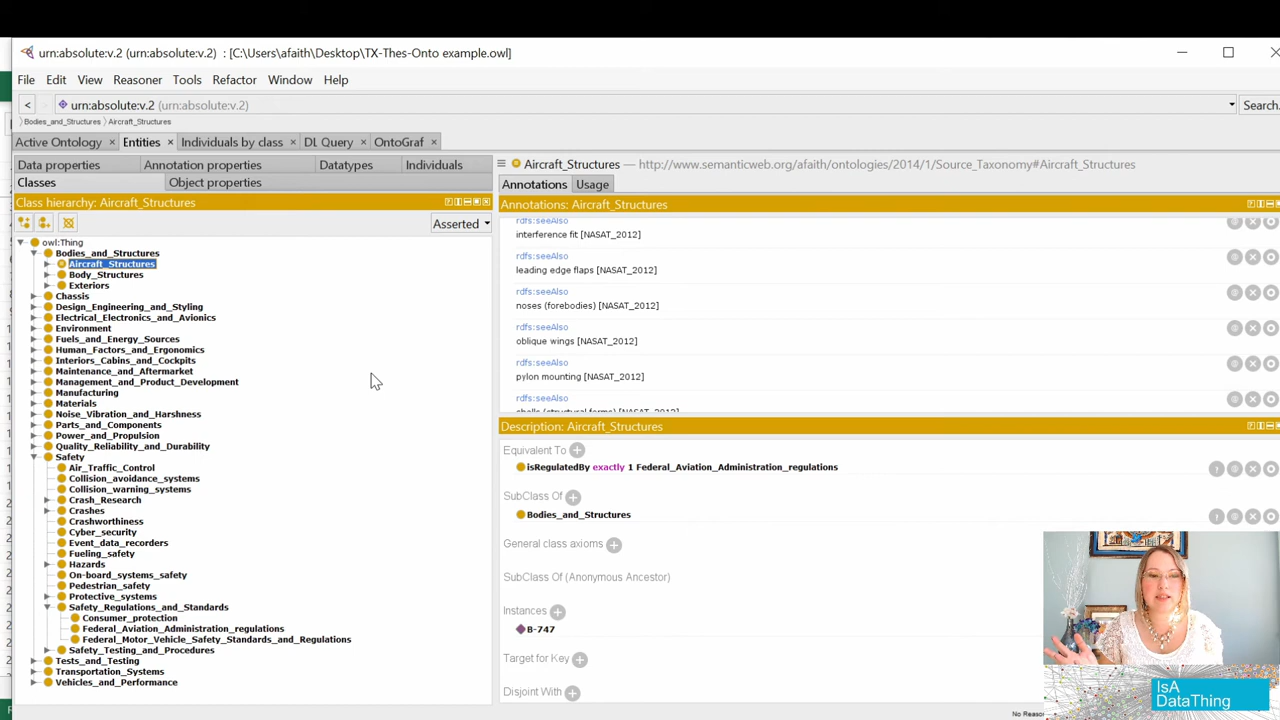 urn:absolute:v.2 (urn:absolute:v.2) : [C:\Users\afaith\Desktop\TX-Thes-Onto example.owl]
File Edit View Reasoner Tools Refactor Window Help
< urn:absolute:v.2 (urn:absolute:v.2) Search.
Bodies_and_Structures Aircraft_Structures
Active Ontology × Entities × Individuals by class × DL Query × OntoGraf ×
Data properties Annotation properties Datatypes Individuals
Classes Object properties
Class hierarchy: Aircraft_Structures
Asserted
owl:Thing
Bodies_and_Structures
Aircraft_Structures
Body_Structures
Exteriors
Chassis
Design_Engineering_and_Styling
Electrical_Electronics_and_Avionics
Environment
Fuels_and_Energy_Sources
Human_Factors_and_Ergonomics
Interiors_Cabins_and_Cockpits
Maintenance_and_Aftermarket
Management_and_Product_Development
Manufacturing
Materials
Noise_Vibration_and_Harshness
Parts_and_Components
Power_and_Propulsion
Quality_Reliability_and_Durability
Safety
Air_Traffic_Control
Collision_avoidance_systems
Collision_warning_systems
Crash_Research
Crashes
Crashworthiness
Cyber_security
Event_data_recorders
Fueling_safety
Hazards
On-board_systems_safety
Pedestrian_safety
Protective_systems
Safety_Regulations_and_Standards
Consumer_protection
Federal_Aviation_Administration_regulations
Federal_Motor_Vehicle_Safety_Standards_and_Regulations
Safety_Testing_and_Procedures
Tests_and_Testing
Transportation_Systems
Vehicles_and_Performance
Aircraft_Structures — http://www.semanticweb.org/afaith/ontologies/2014/1/Source_Taxonomy#Aircraft_Structures
Annotations Usage
Annotations: Aircraft_Structures
rdfs:seeAlso
interference fit [NASAT_2012]
rdfs:seeAlso
leading edge flaps [NASAT_2012]
rdfs:seeAlso
noses (forebodies) [NASAT_2012]
rdfs:seeAlso
oblique wings [NASAT_2012]
rdfs:seeAlso
pylon mounting [NASAT_2012]
rdfs:seeAlso
shells (structural forms) [NASAT_2012]
Description: Aircraft_Structures
Equivalent To
isRegulatedBy exactly 1 Federal_Aviation_Administration_regulations
SubClass Of
Bodies_and_Structures
General class axioms
SubClass Of (Anonymous Ancestor)
Instances
B-747
Target for Key
Disjoint With
No Reaso
IsA
DataThing